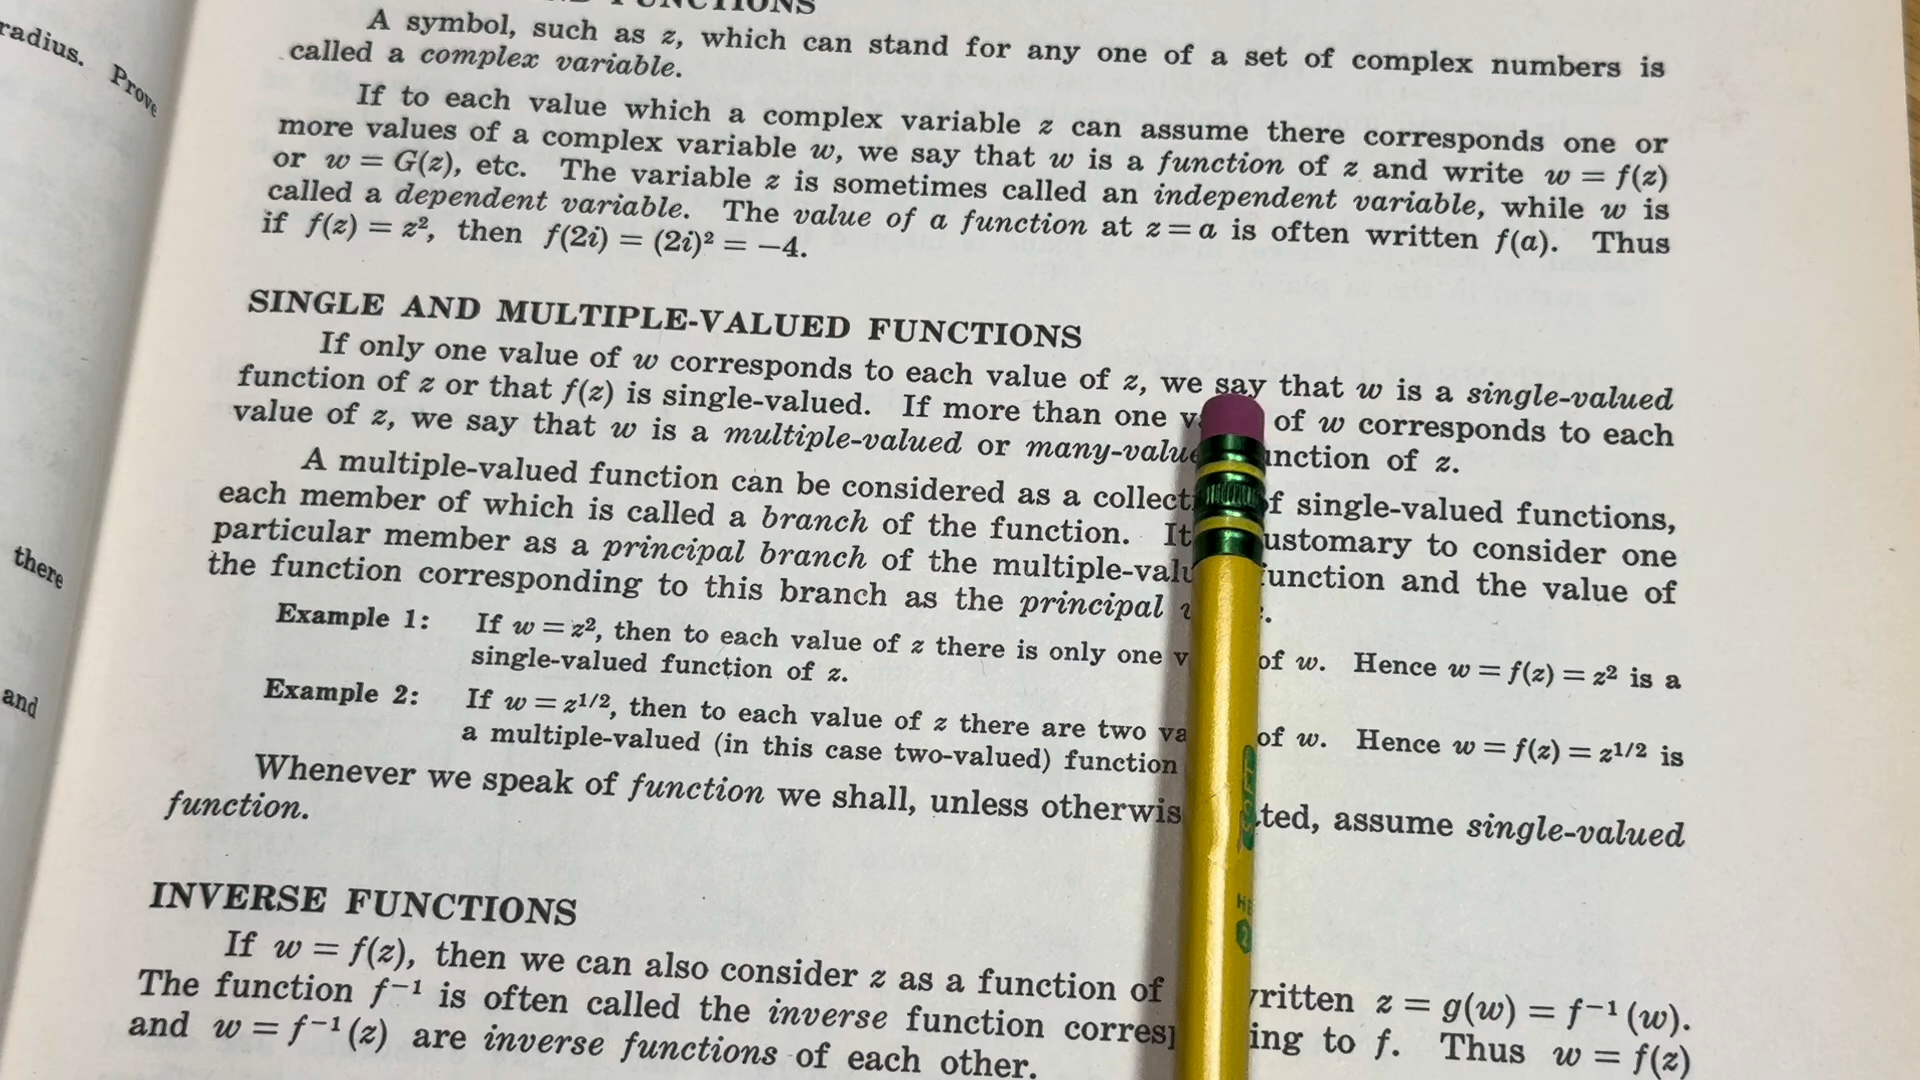 FUNCTIONS
A symbol, such as z, which can stand for any one of a set of complex numbers is
called a complex variable.
If to each value which a complex variable z can assume there corresponds one or
more values of a complex variable w, we say that w is a function of z and write w = f(z)
or w = G(z), etc. The variable z is sometimes called an independent variable, while w is
called a dependent variable. The value of a function at z = a is often written f(a). Thus
if f(z) = z², then f(2i) = (2i)² = −4.
SINGLE AND MULTIPLE-VALUED FUNCTIONS
If only one value of w corresponds to each value of z, we say that w is a single-valued
function of z or that f(z) is single-valued. If more than one of w corresponds to each
value of z, we say that w is a multiple-valued or many-value unction of z.
A multiple-valued function can be considered as a collect f single-valued functions,
each member of which is called a branch of the function. It ustomary to consider one
particular member as a principal branch of the multiple-valu unction and the value of
the function corresponding to this branch as the principal
Example 1: If w = z², then to each value of z there is only one v of w. Hence w = f(z) = z² is a
single-valued function of z.
Example 2: If w = z1/2, then to each value of z there are two va of w. Hence w = f(z) = z1/2 is
a multiple-valued (in this case two-valued) function
Whenever we speak of function we shall, unless otherwis ted, assume single-valued
function.
INVERSE FUNCTIONS
If w = f(z), then we can also consider z as a function of ritten z = g(w) = f⁻¹(w).
The function f⁻¹ is often called the inverse function corresp ing to f. Thus w = f(z)
and w = f⁻¹(z) are inverse functions of each other.
radius. Prove
there
and